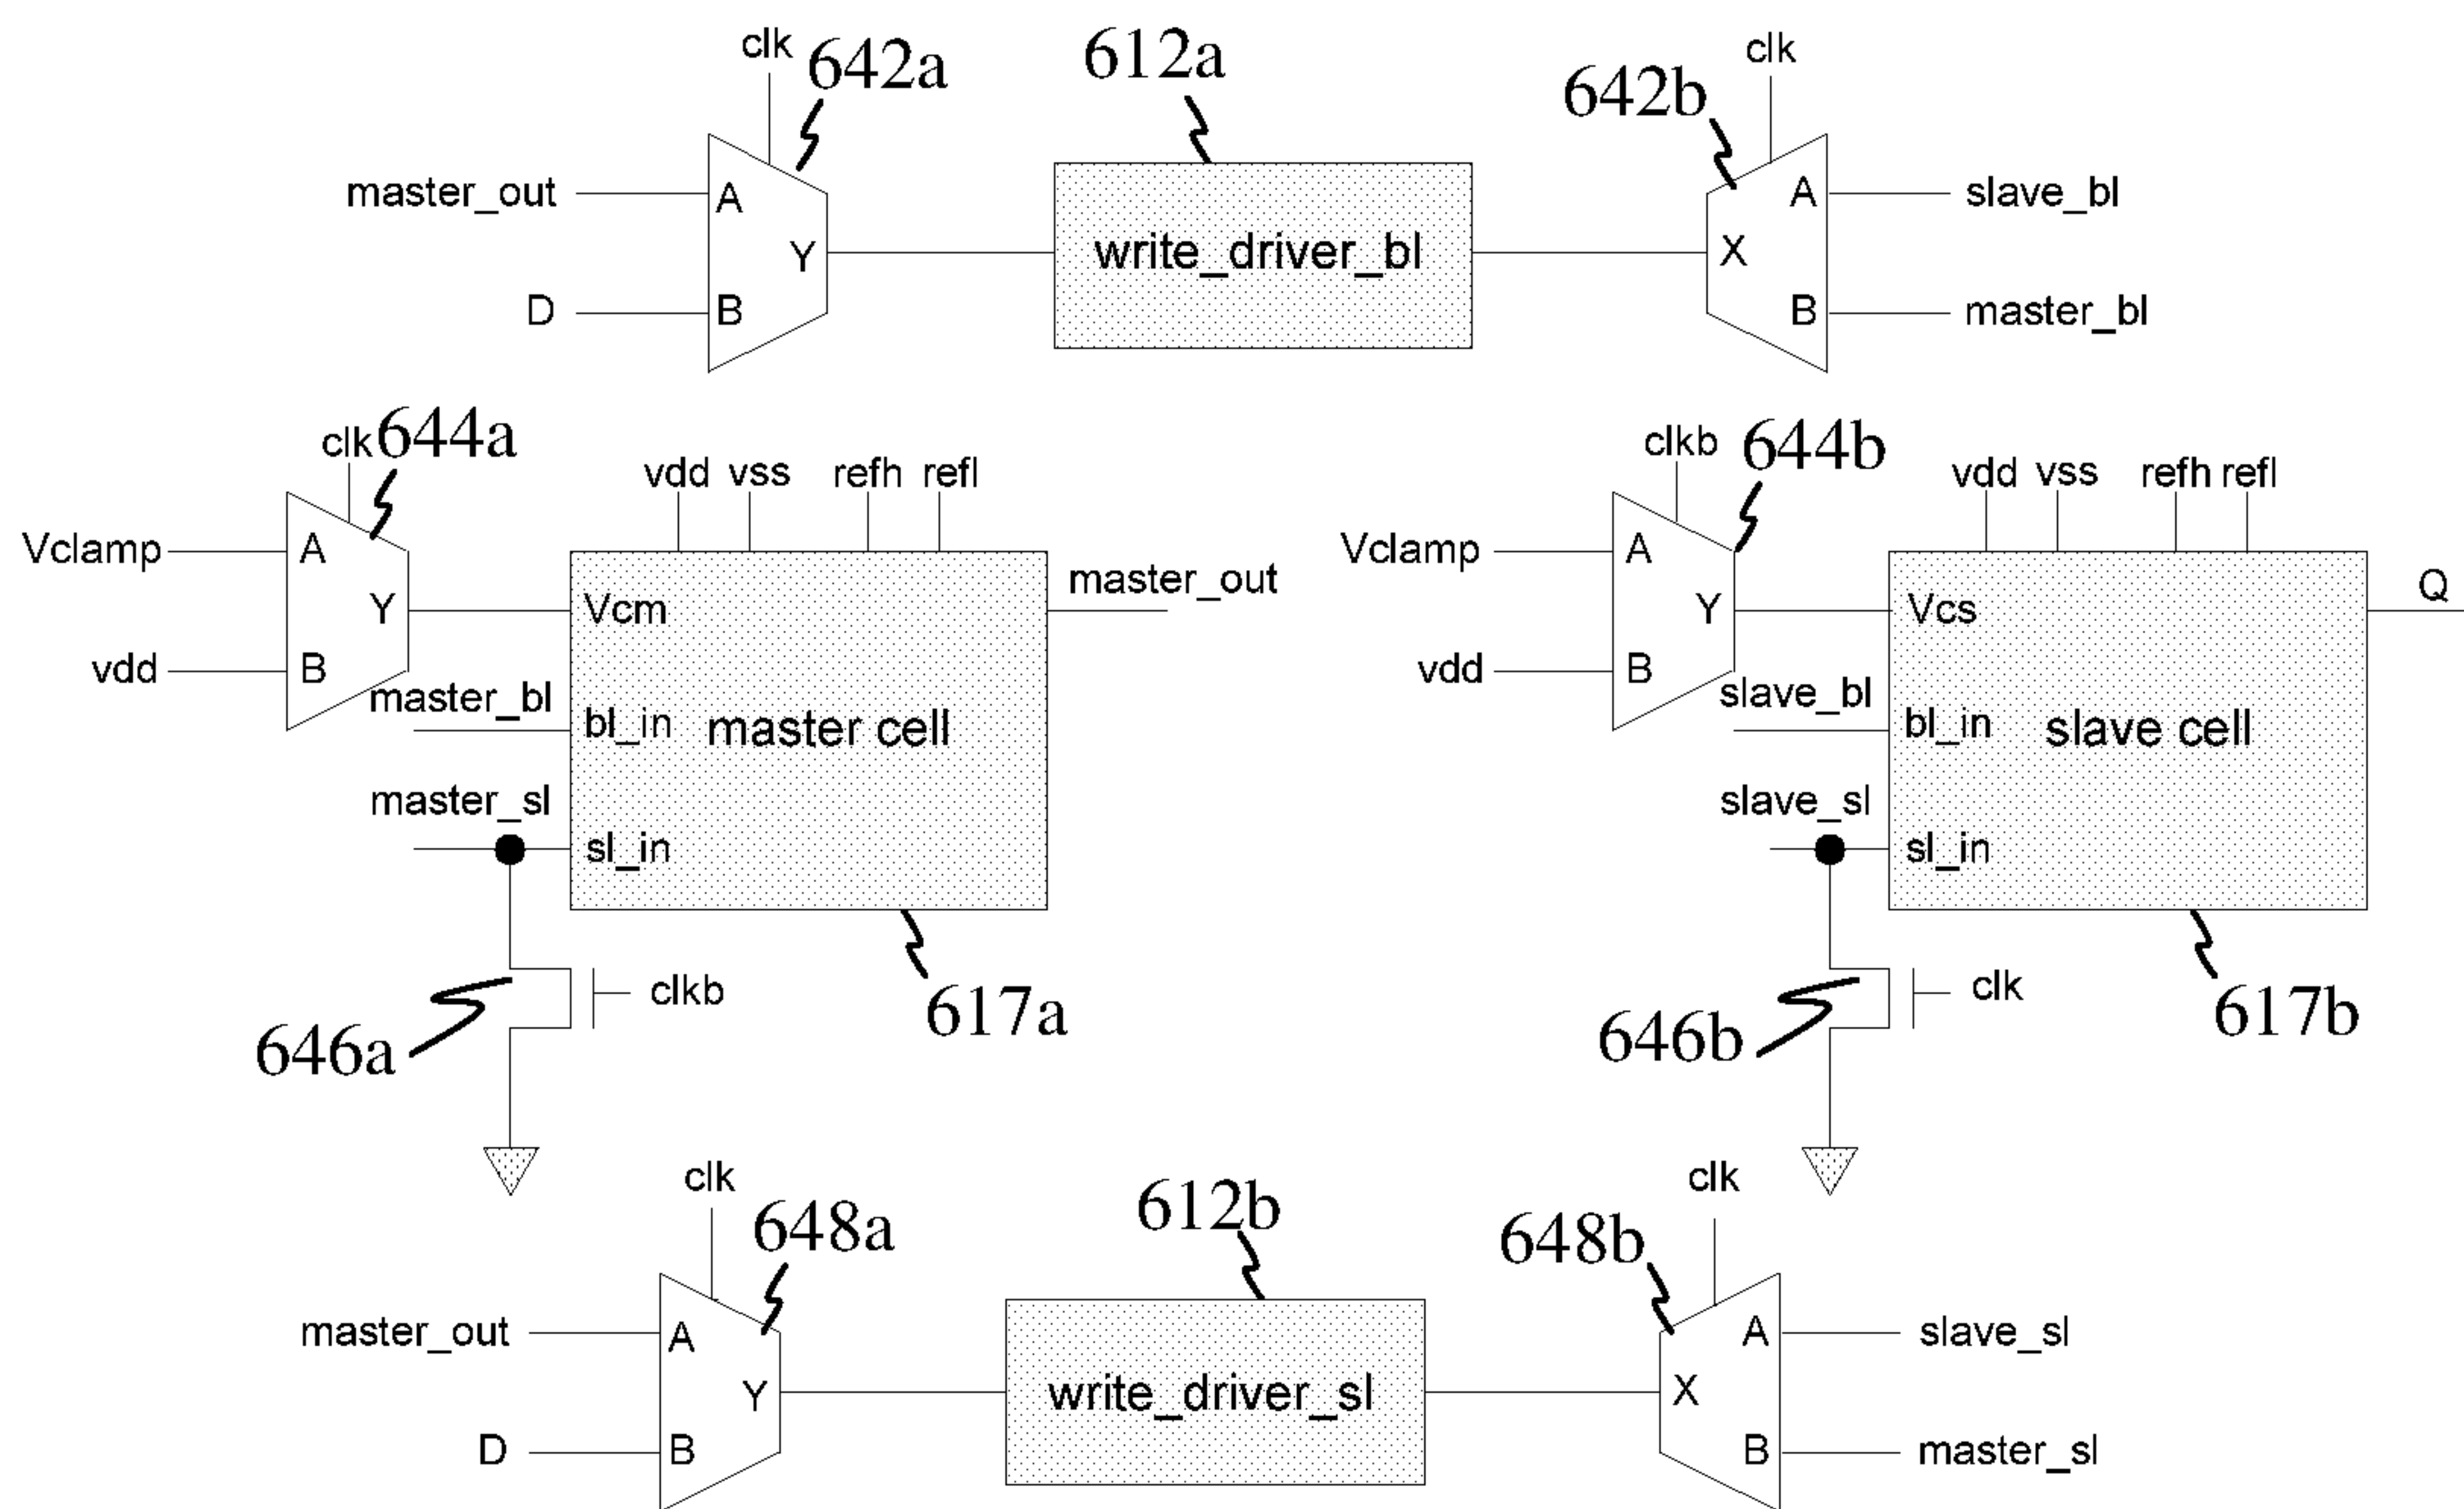 clk
642a
612a
642b
clk
master_out
A
Y
D
B
write_driver_bl
X
A
slave_bl
B
master_bl
clk
644a
Vclamp
A
Y
vdd
B
vdd
vss
refh
refl
Vcm
master_out
master_bl
bl_in
master cell
master_sl
sl_in
clkb
646a
617a
clkb
644b
Vclamp
A
Y
vdd
B
vdd
vss
refh
refl
Vcs
Q
slave_bl
bl_in
slave cell
slave_sl
sl_in
clk
646b
617b
clk
648a
612b
648b
clk
master_out
A
Y
D
B
write_driver_sl
X
A
slave_sl
B
master_sl